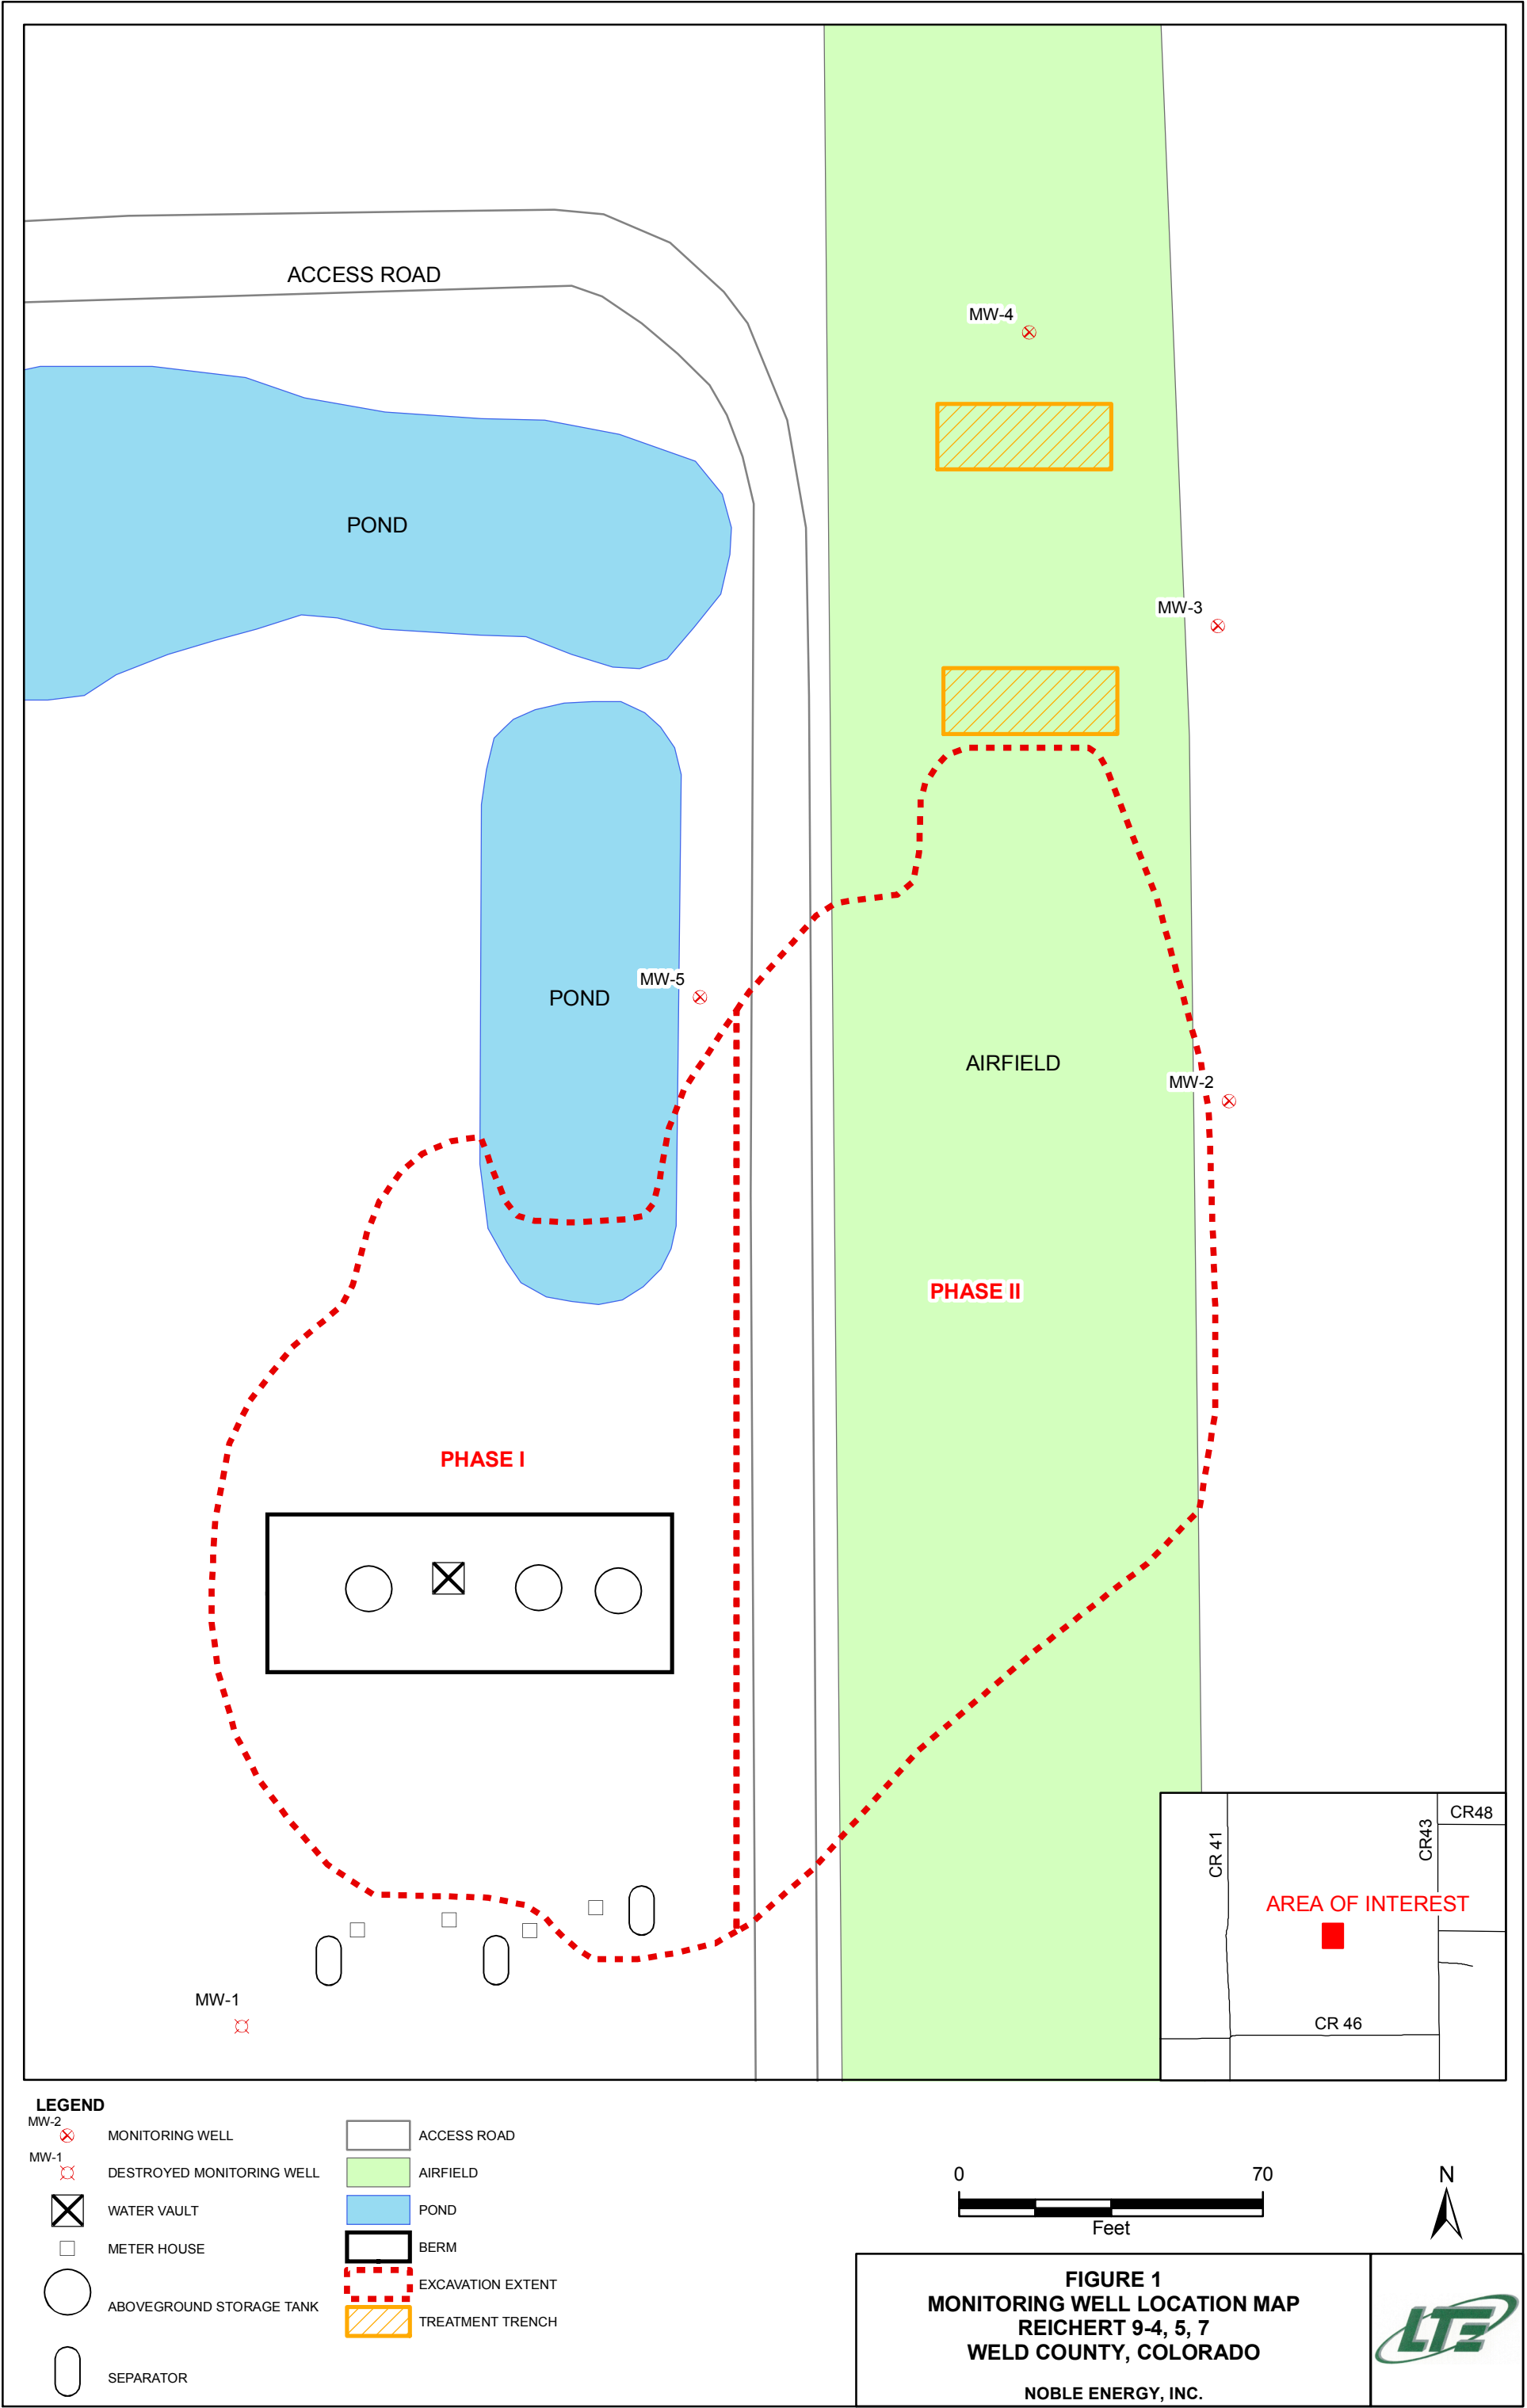 ACCESS ROAD
MW-4
POND
MW-3
MW-5
POND
AIRFIELD
MW-2
PHASE II
PHASE I
CR48
CR 41
CR43
AREA OF INTEREST
MW-1
CR 46
LEGEND
MW-2
MONITORING WELL
MW-1
DESTROYED MONITORING WELL
WATER VAULT
METER HOUSE
ABOVEGROUND STORAGE TANK
SEPARATOR
ACCESS ROAD
AIRFIELD
POND
BERM
EXCAVATION EXTENT
TREATMENT TRENCH
0 70
Feet
N
FIGURE 1
MONITORING WELL LOCATION MAP
REICHERT 9-4, 5, 7
WELD COUNTY, COLORADO
NOBLE ENERGY, INC.
LTE